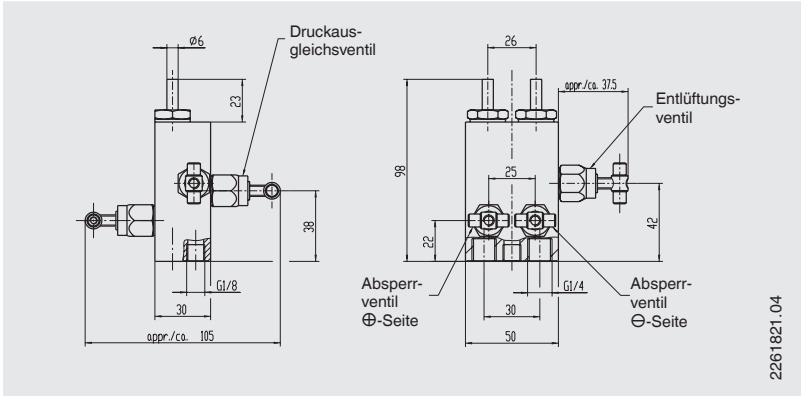 Ø6
Druckaus-
gleichsventil
23
38
G1/8
30
appr./ca. 105
26
appr./ca. 37.5
Entlüftungs-
ventil
98
25
22
42
Absperr-
ventil
⊕-Seite
G1/4
Absperr-
ventil
⊖-Seite
30
50
2261821.04